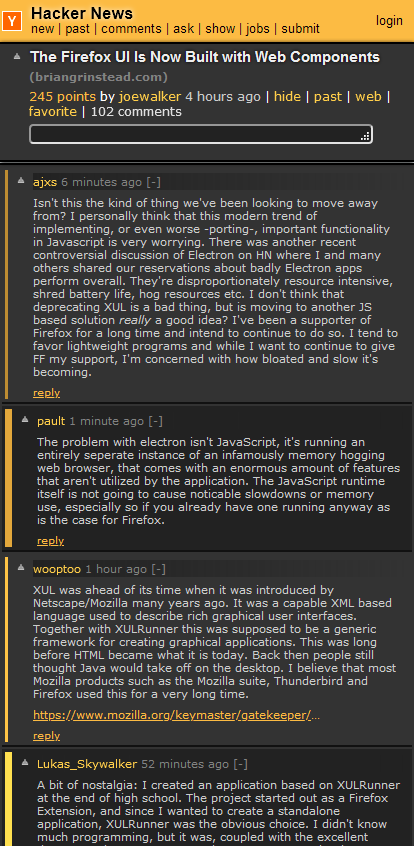 Y
Hacker News
new | past | comments | ask | show | jobs | submit
login
The Firefox UI Is Now Built with Web Components
(briangrinstead.com)
245 points by joewalker 4 hours ago | hide | past | web |
favorite | 102 comments
ajxs 6 minutes ago [-]
Isn't this the kind of thing we've been looking to move away
from? I personally think that this modern trend of
implementing, or even worse -porting-, important functionality
in Javascript is very worrying. There was another recent
controversial discussion of Electron on HN where I and many
others shared our reservations about badly Electron apps
perform overall. They're disproportionately resource intensive,
shred battery life, hog resources etc. I don't think that
deprecating XUL is a bad thing, but is moving to another JS
based solution really a good idea? I've been a supporter of
Firefox for a long time and intend to continue to do so. I tend to
favor lightweight programs and while I want to continue to give
FF my support, I'm concerned with how bloated and slow it's
becoming.
reply
pault 1 minute ago [-]
The problem with electron isn't JavaScript, it's running an
entirely seperate instance of an infamously memory hogging
web browser, that comes with an enormous amount of features
that aren't utilized by the application. The JavaScript runtime
itself is not going to cause noticable slowdowns or memory
use, especially so if you already have one running anyway as
is the case for Firefox.
reply
wooptoo 1 hour ago [-]
XUL was ahead of its time when it was introduced by
Netscape/Mozilla many years ago. It was a capable XML based
language used to describe rich graphical user interfaces.
Together with XULRunner this was supposed to be a generic
framework for creating graphical applications. This was long
before HTML became what it is today. Back then people still
thought Java would take off on the desktop. I believe that most
Mozilla products such as the Mozilla suite, Thunderbird and
Firefox used this for a very long time.
https://www.mozilla.org/keymaster/gatekeeper/...
reply
Lukas_Skywalker 52 minutes ago [-]
A bit of nostalgia: I created an application based on XULRunner
at the end of high school. The project started out as a Firefox
Extension, and since I wanted to create a standalone
application, XULRunner was the obvious choice. I didn't know
much programming, but it was, coupled with the excellent